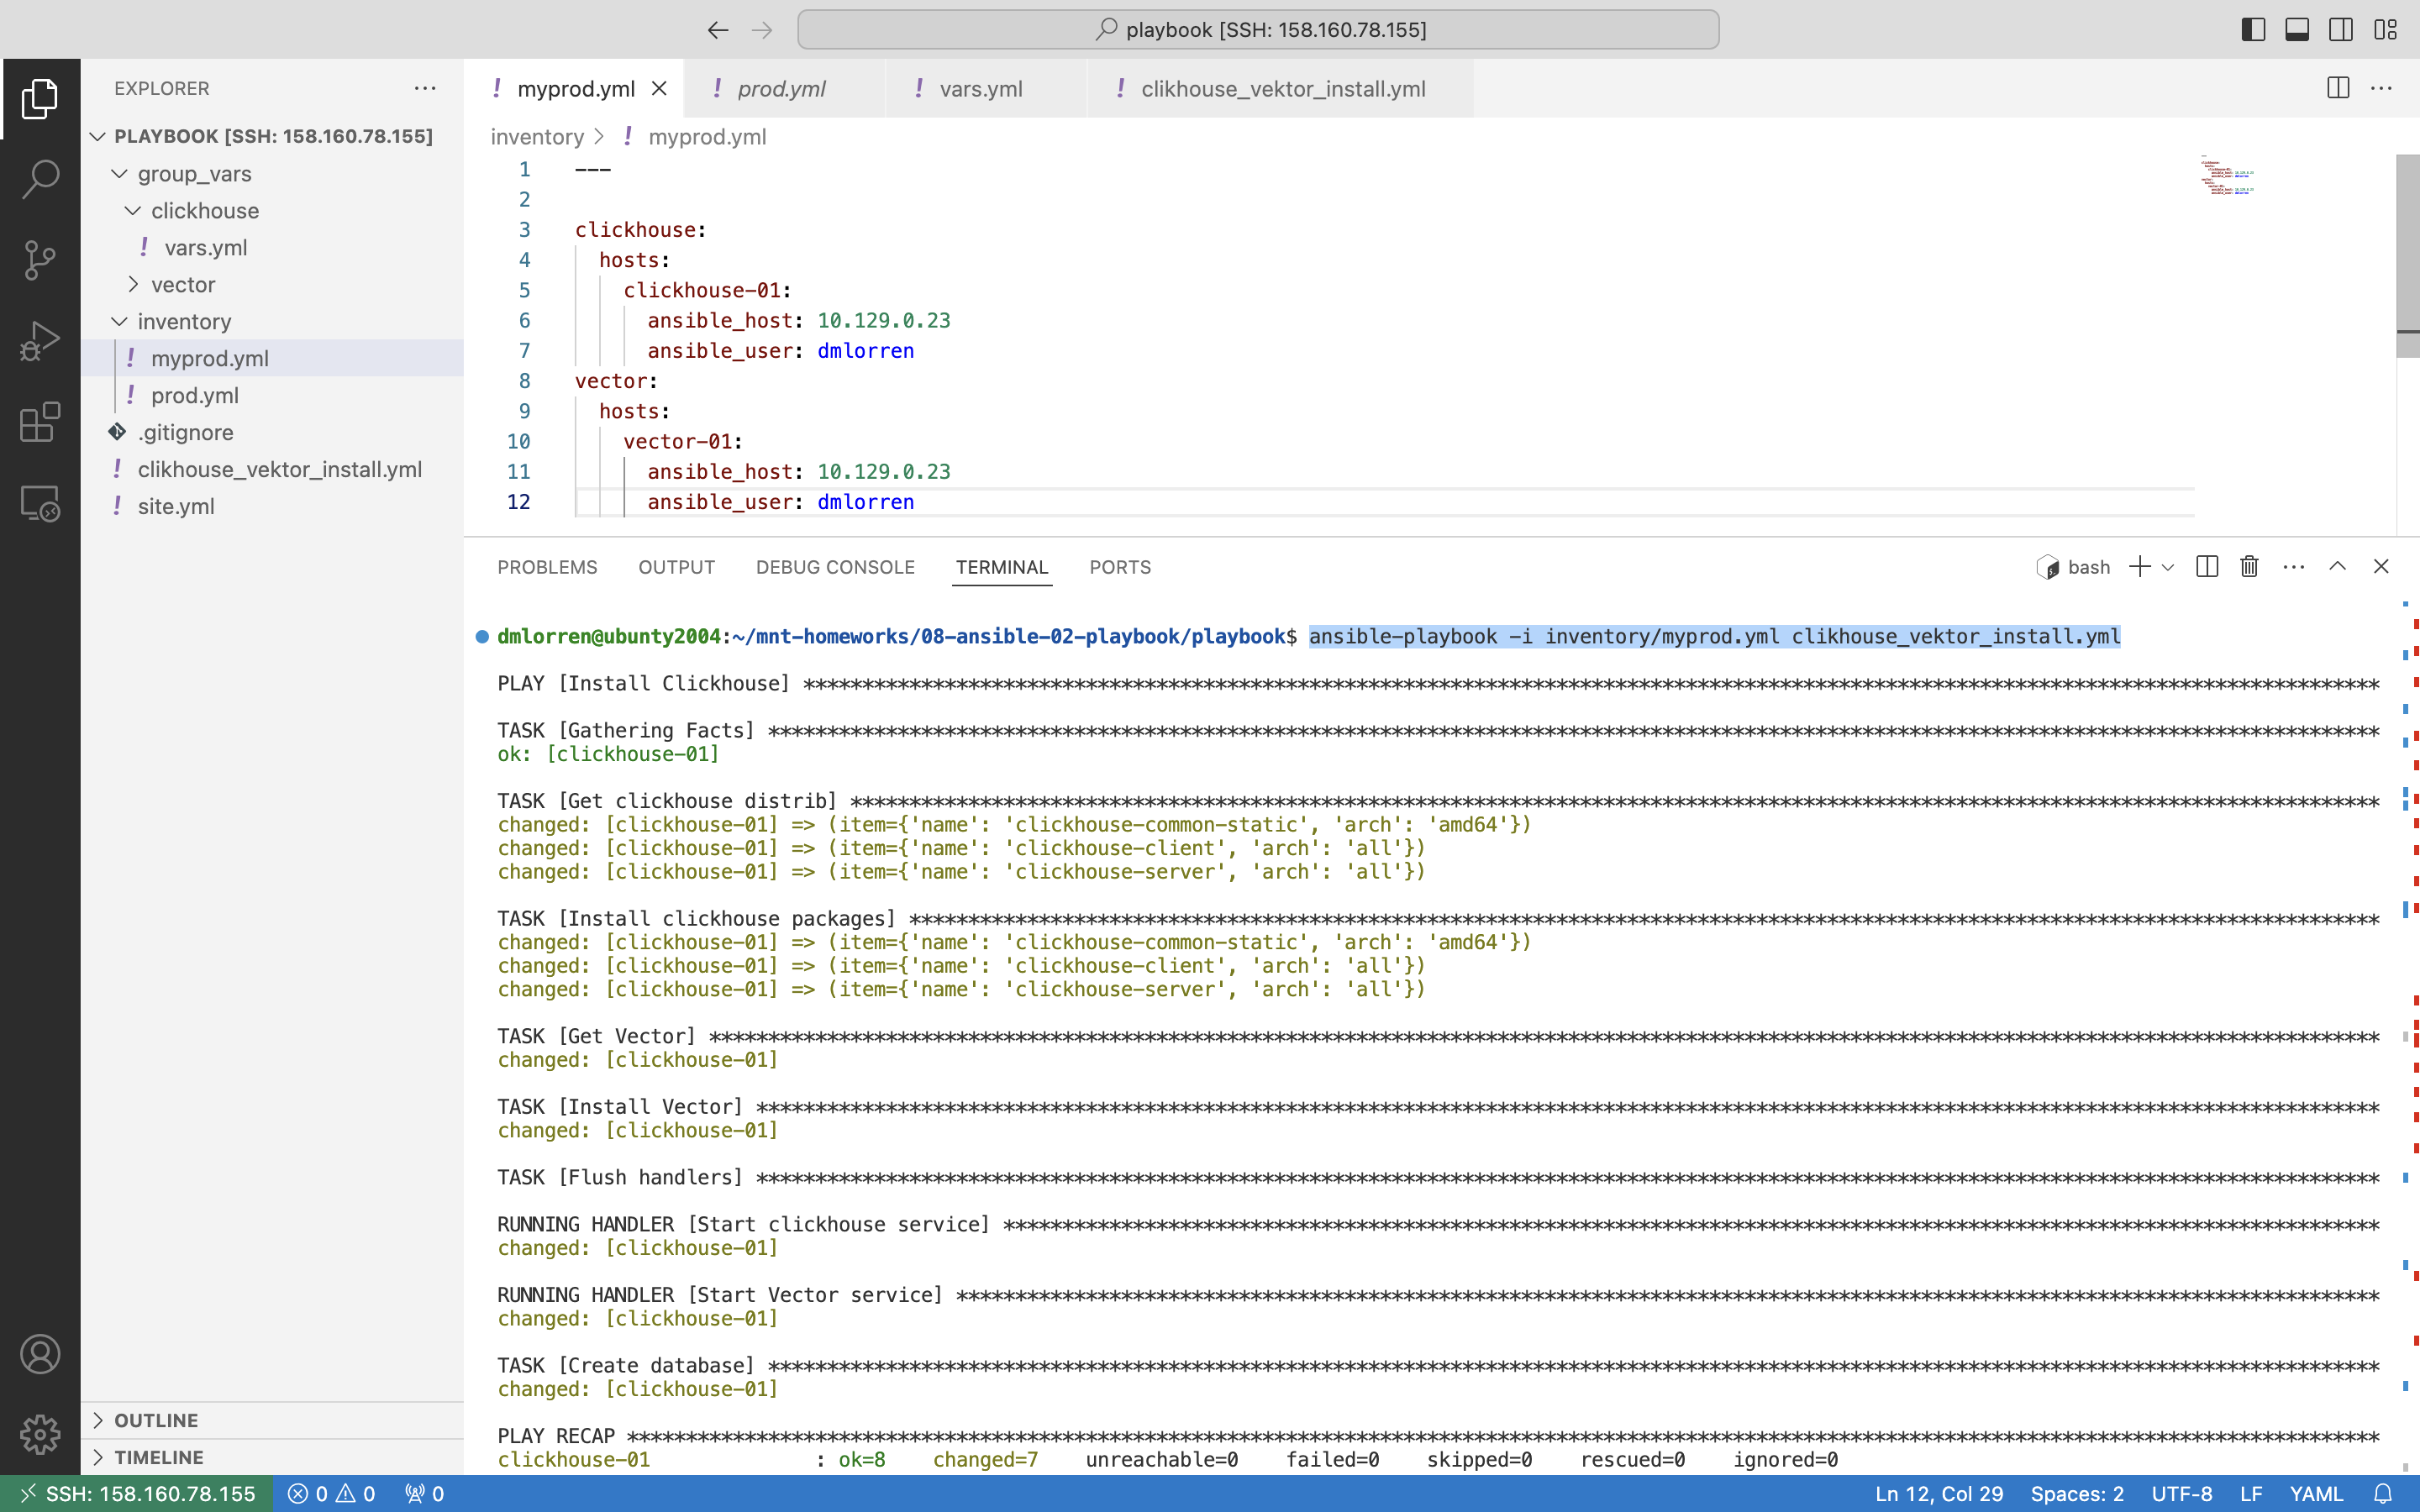 playbook [SSH: 158.160.78.155]
EXPLORER
PLAYBOOK [SSH: 158.160.78.155]
group_vars
clickhouse
! vars.yml
vector
inventory
! myprod.yml
! prod.yml
.gitignore
! clikhouse_vektor_install.yml
! site.yml
OUTLINE
TIMELINE
! myprod.yml
! prod.yml
! vars.yml
! clikhouse_vektor_install.yml
inventory > ! myprod.yml
1 ---
2
3 clickhouse:
4 hosts:
5 clickhouse-01:
6 ansible_host: 10.129.0.23
7 ansible_user: dmlorren
8 vector:
9 hosts:
10 vector-01:
11 ansible_host: 10.129.0.23
12 ansible_user: dmlorren
PROBLEMS OUTPUT DEBUG CONSOLE TERMINAL PORTS
bash
dmlorren@ubunty2004:~/mnt-homeworks/08-ansible-02-playbook/playbook$ ansible-playbook -i inventory/myprod.yml clikhouse_vektor_install.yml
PLAY [Install Clickhouse] ****************************************************************************************************
TASK [Gathering Facts] ****************************************************************************************************
ok: [clickhouse-01]
TASK [Get clickhouse distrib] ****************************************************************************************************
changed: [clickhouse-01] => (item={'name': 'clickhouse-common-static', 'arch': 'amd64'})
changed: [clickhouse-01] => (item={'name': 'clickhouse-client', 'arch': 'all'})
changed: [clickhouse-01] => (item={'name': 'clickhouse-server', 'arch': 'all'})
TASK [Install clickhouse packages] ****************************************************************************************************
changed: [clickhouse-01] => (item={'name': 'clickhouse-common-static', 'arch': 'amd64'})
changed: [clickhouse-01] => (item={'name': 'clickhouse-client', 'arch': 'all'})
changed: [clickhouse-01] => (item={'name': 'clickhouse-server', 'arch': 'all'})
TASK [Get Vector] ****************************************************************************************************
changed: [clickhouse-01]
TASK [Install Vector] ****************************************************************************************************
changed: [clickhouse-01]
TASK [Flush handlers] ****************************************************************************************************
RUNNING HANDLER [Start clickhouse service] ****************************************************************************************************
changed: [clickhouse-01]
RUNNING HANDLER [Start Vector service] ****************************************************************************************************
changed: [clickhouse-01]
TASK [Create database] ****************************************************************************************************
changed: [clickhouse-01]
PLAY RECAP ****************************************************************************************************
clickhouse-01 : ok=8 changed=7 unreachable=0 failed=0 skipped=0 rescued=0 ignored=0
SSH: 158.160.78.155 0 0 0 Ln 12, Col 29 Spaces: 2 UTF-8 LF YAML